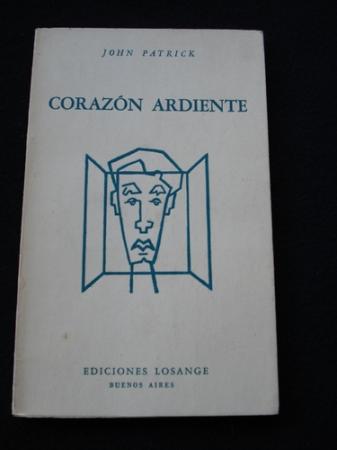 JOHN PATRICK
CORAZÓN ARDIENTE
EDICIONES LOSANGE
BUENOS AIRES